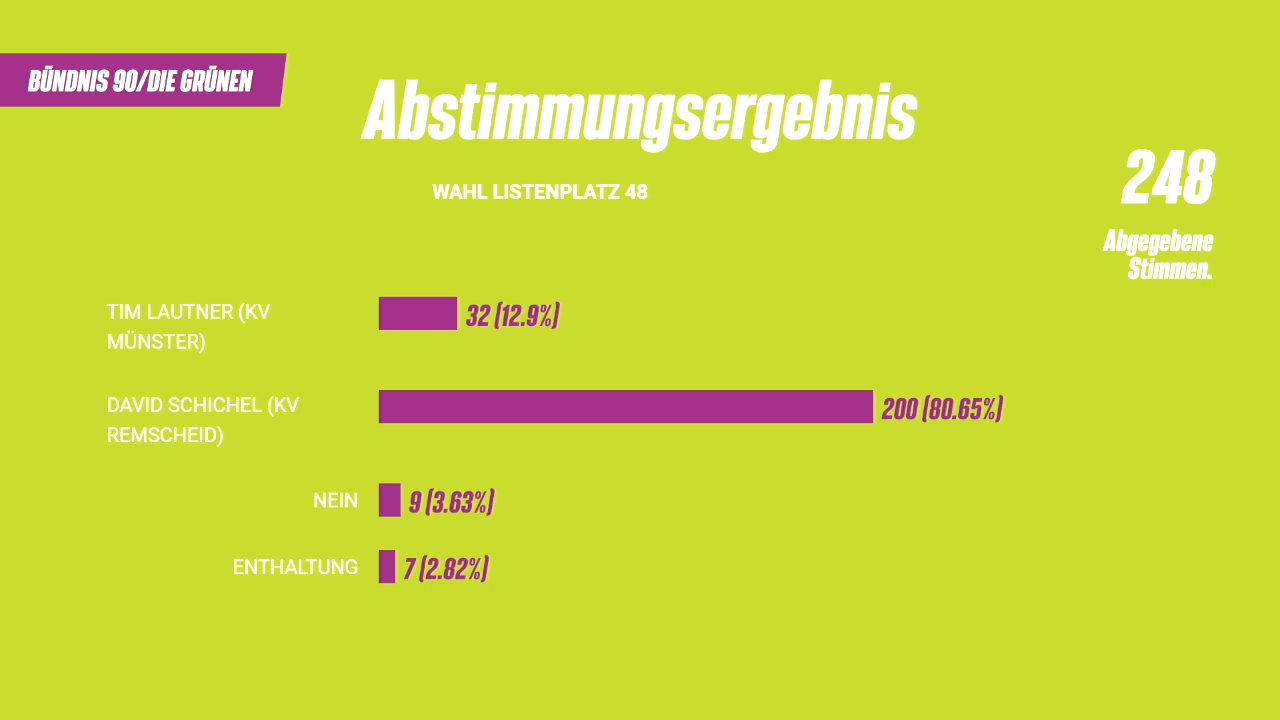 BÜNDNIS 90/DIE GRÜNEN
Abstimmungsergebnis
WAHL LISTENPLATZ 48
248
Abgegebene
Stimmen.
TIM LAUTNER (KV
MÜNSTER)
32 (12.9%)
DAVID SCHICHEL (KV
REMSCHEID)
200 (80.65%)
NEIN
9 (3.63%)
ENTHALTUNG
7 (2.82%)